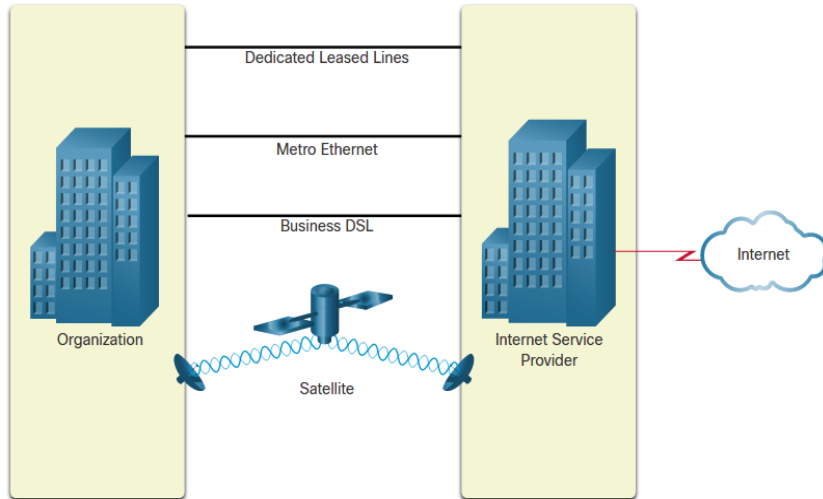 Dedicated Leased Lines
Metro Ethernet
Business DSL
Internet
Organization
Internet Service
Provider
Satellite